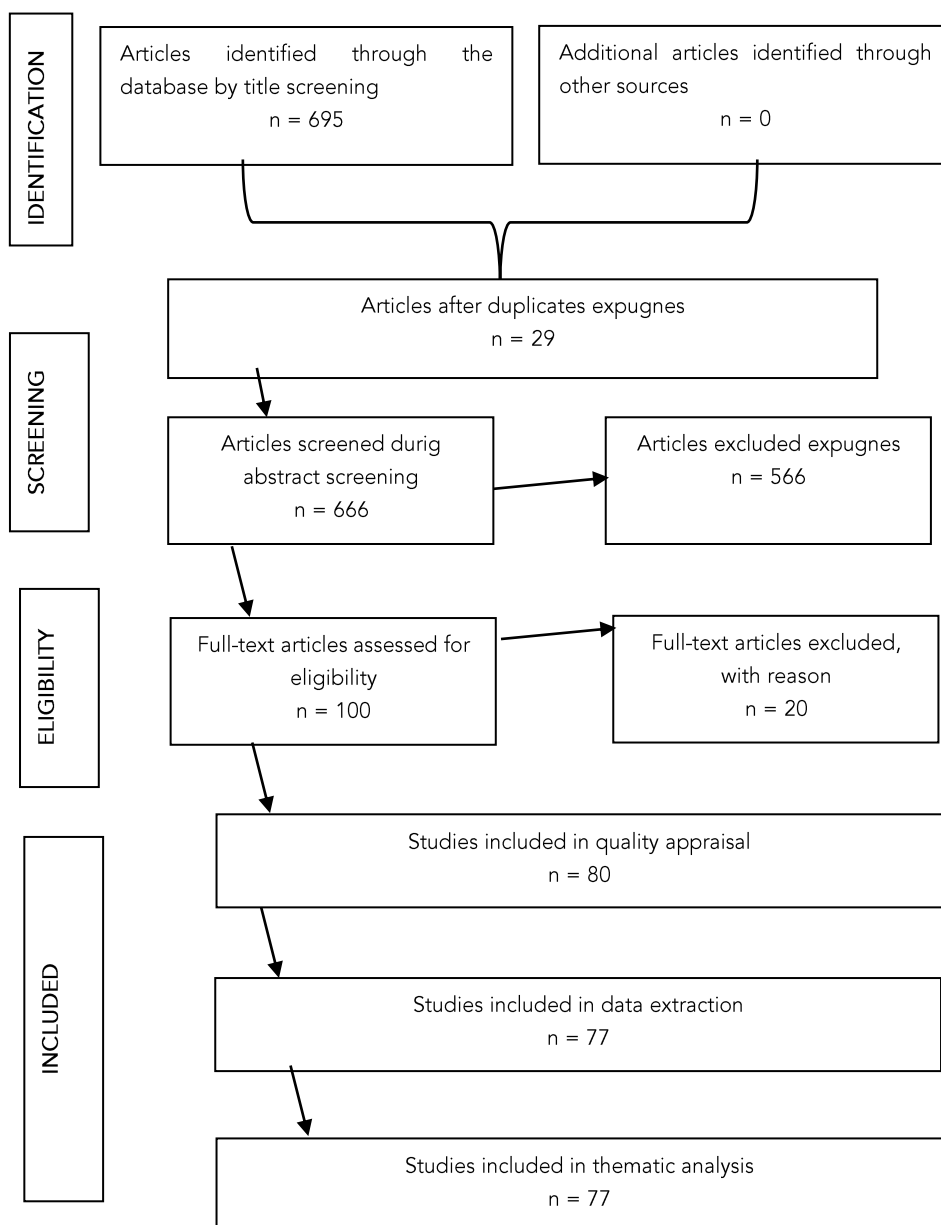 IDENTIFICATION
Articles identified through the
database by title screening
n = 695
Additional articles identified through
other sources
n = 0
Articles after duplicates expugnes
n = 29
SCREENING
Articles screened durig
abstract screening
n = 666
Articles excluded expugnes
n = 566
ELIGIBILITY
Full-text articles assessed for
eligibility
n = 100
Full-text articles excluded,
with reason
n = 20
INCLUDED
Studies included in quality appraisal
n = 80
Studies included in data extraction
n = 77
Studies included in thematic analysis
n = 77